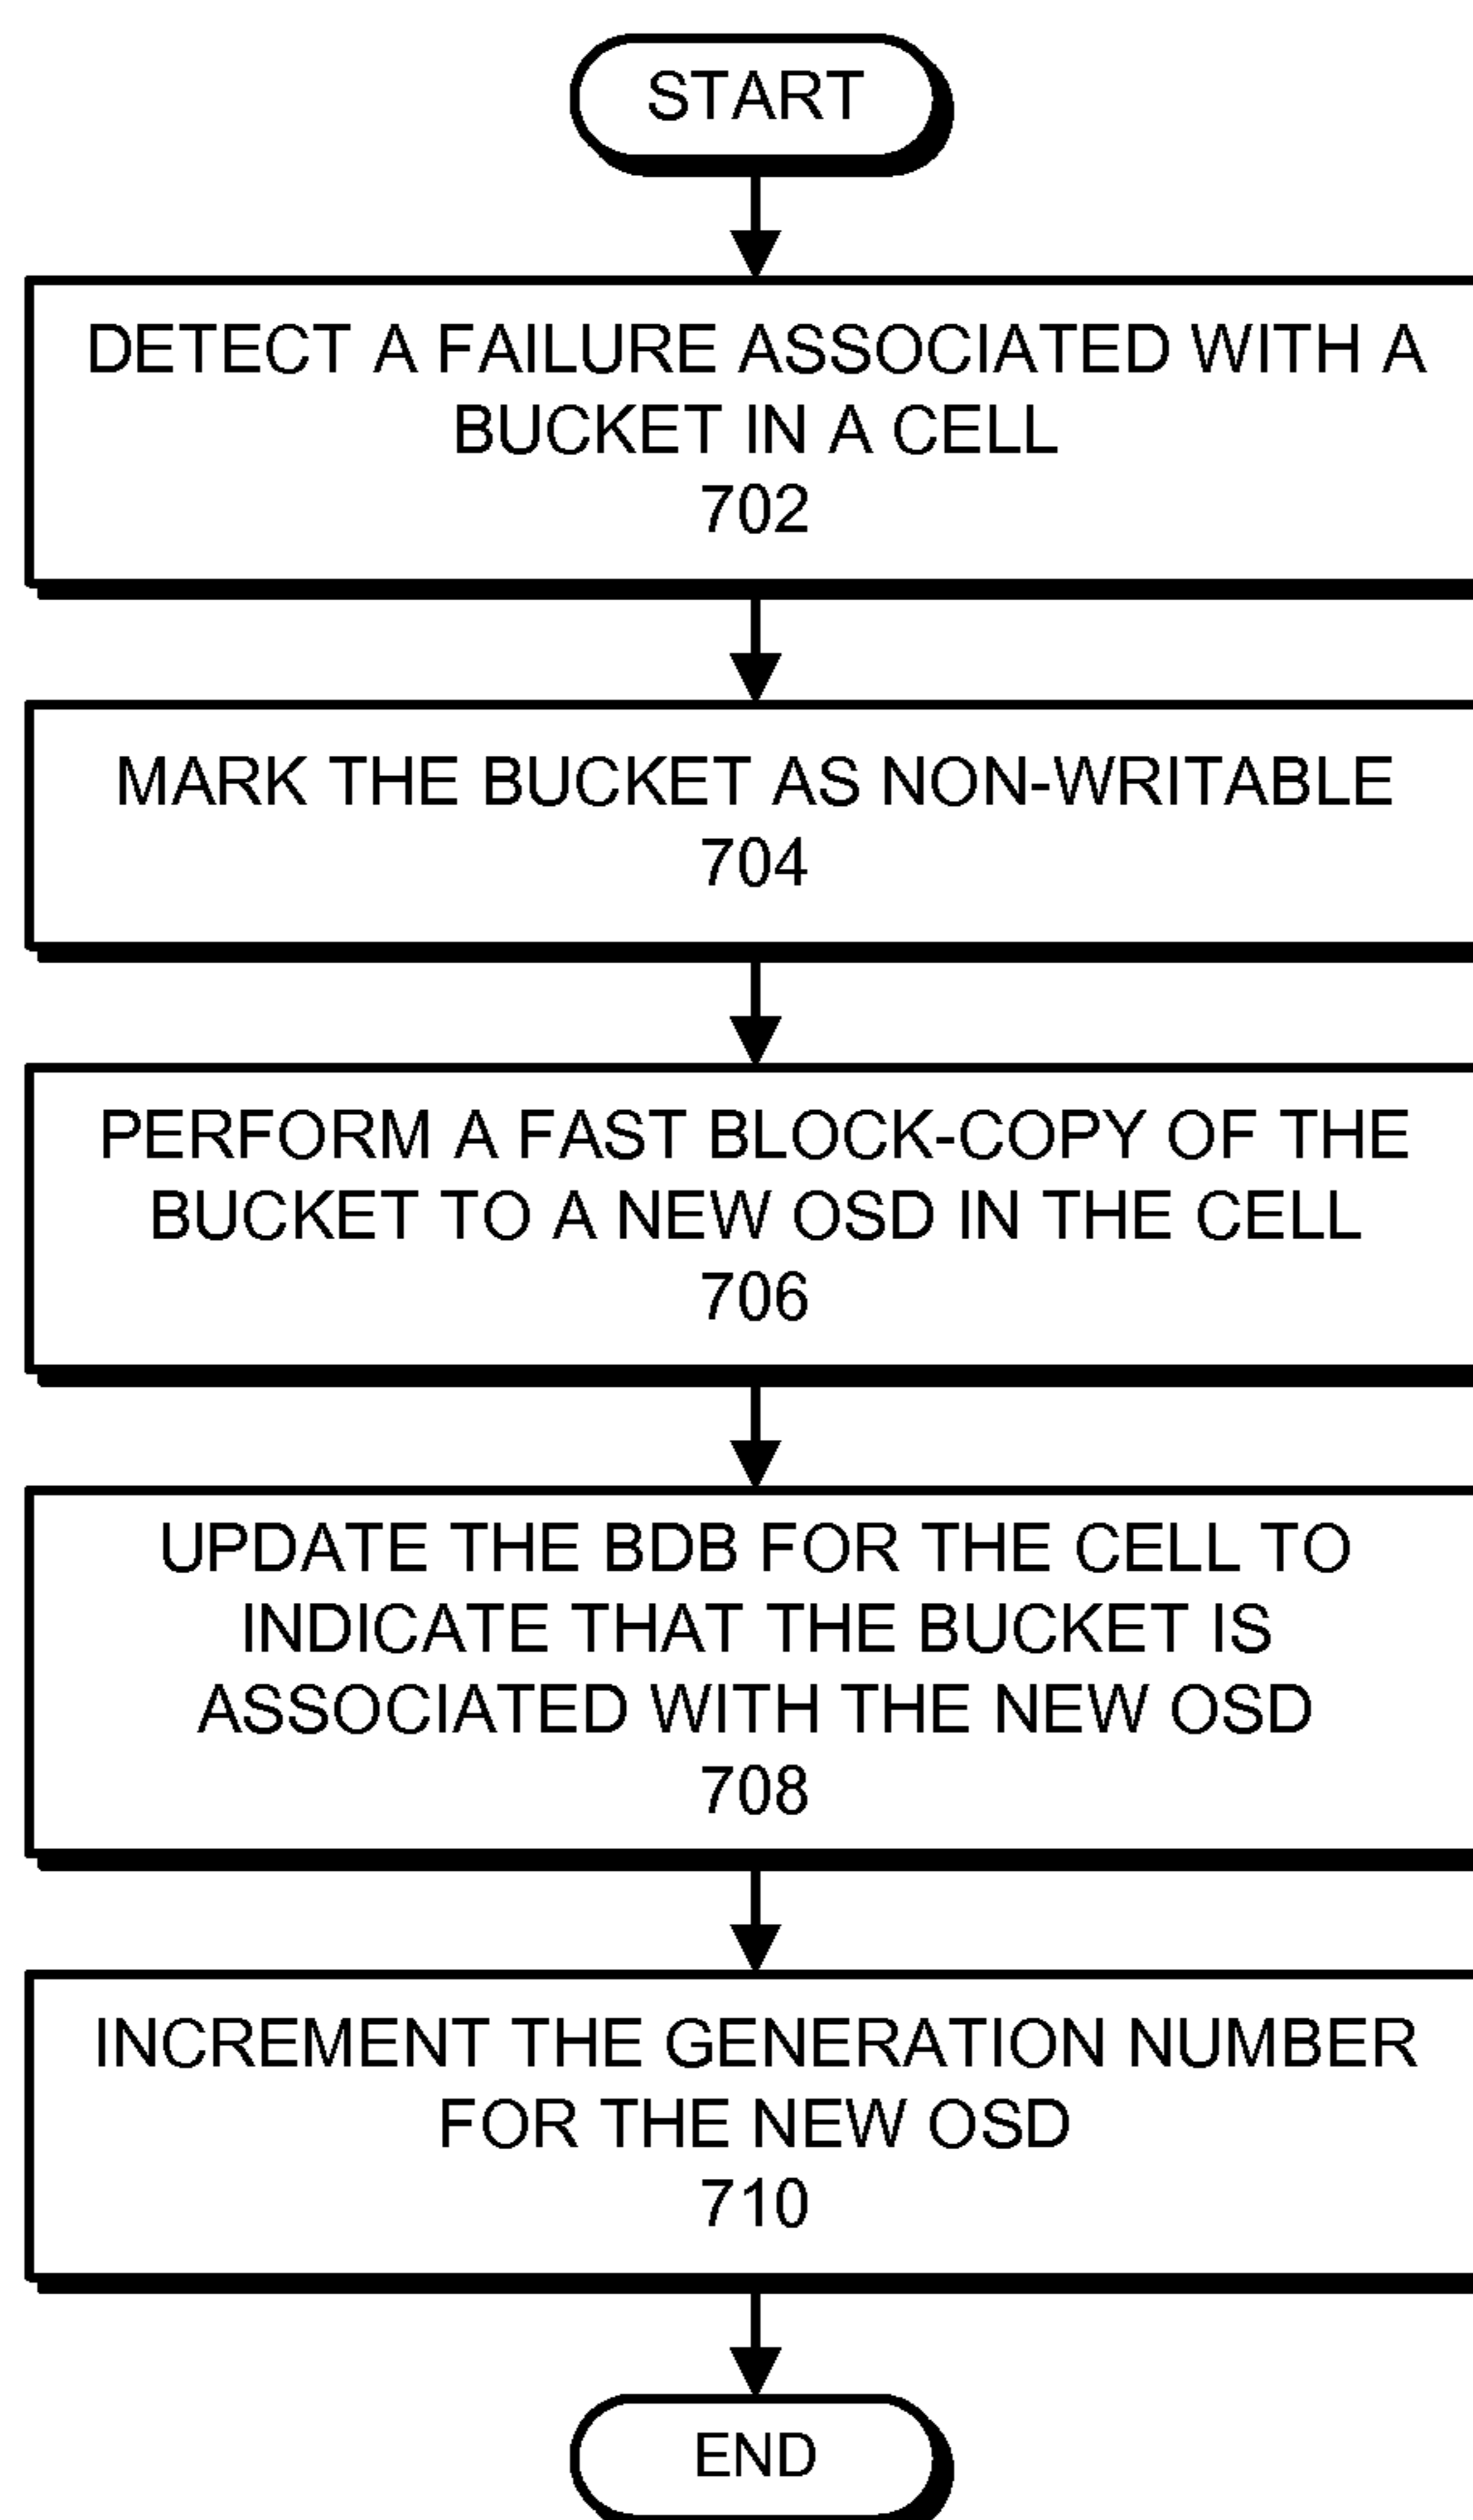 START
DETECT A FAILURE ASSOCIATED WITH A
BUCKET IN A CELL
702
MARK THE BUCKET AS NON-WRITABLE
704
PERFORM A FAST BLOCK-COPY OF THE
BUCKET TO A NEW OSD IN THE CELL
706
UPDATE THE BDB FOR THE CELL TO
INDICATE THAT THE BUCKET IS
ASSOCIATED WITH THE NEW OSD
708
INCREMENT THE GENERATION NUMBER
FOR THE NEW OSD
710
END